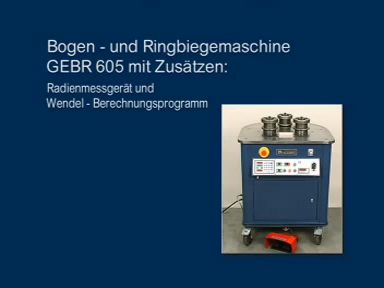 Bogen - und Ringbiegemaschine
GEBR 605 mit Zusätzen:
Radienmessgerät und
Wendel - Berechnungsprogramm